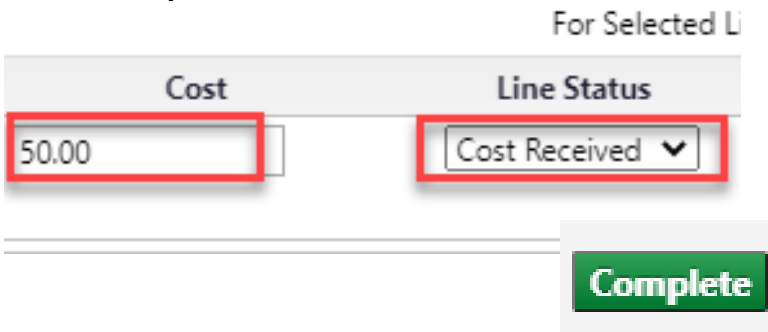 For Selected
Cost Line Status
50.00 Cost Received
Complete